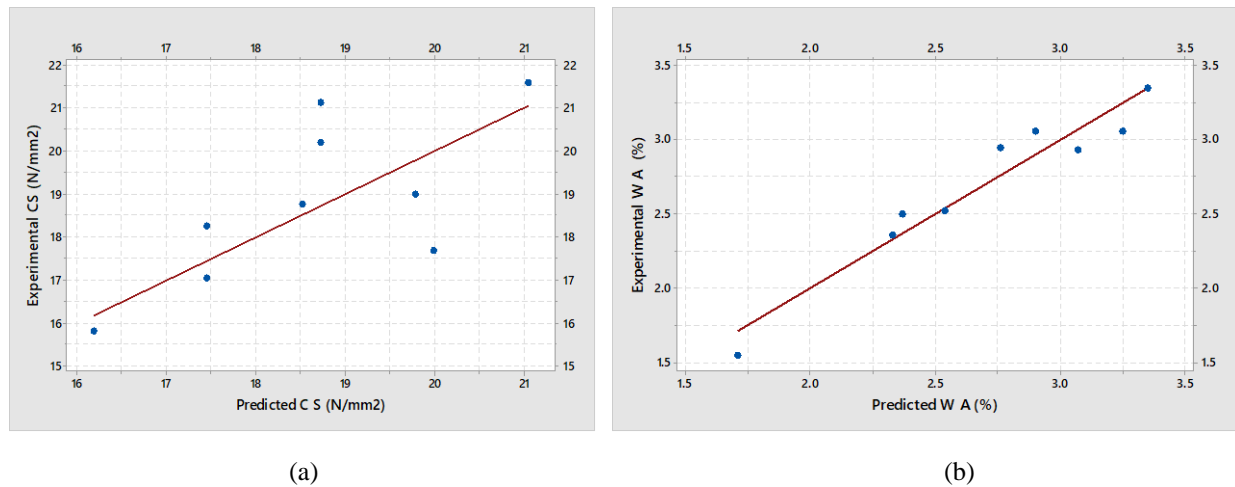 16 17 18 19 20 21
22 22
21 21
20 20
19 19
18 18
17 17
16 16
15 15
16 17 18 19 20 21
Experimental CS (N/mm2)
Predicted C S (N/mm2)
(a)
1.5 2.0 2.5 3.0 3.5
3.5 3.5
3.0 3.0
2.5 2.5
2.0 2.0
1.5 1.5
1.5 2.0 2.5 3.0 3.5
Experimental W A (%)
Predicted W A (%)
(b)